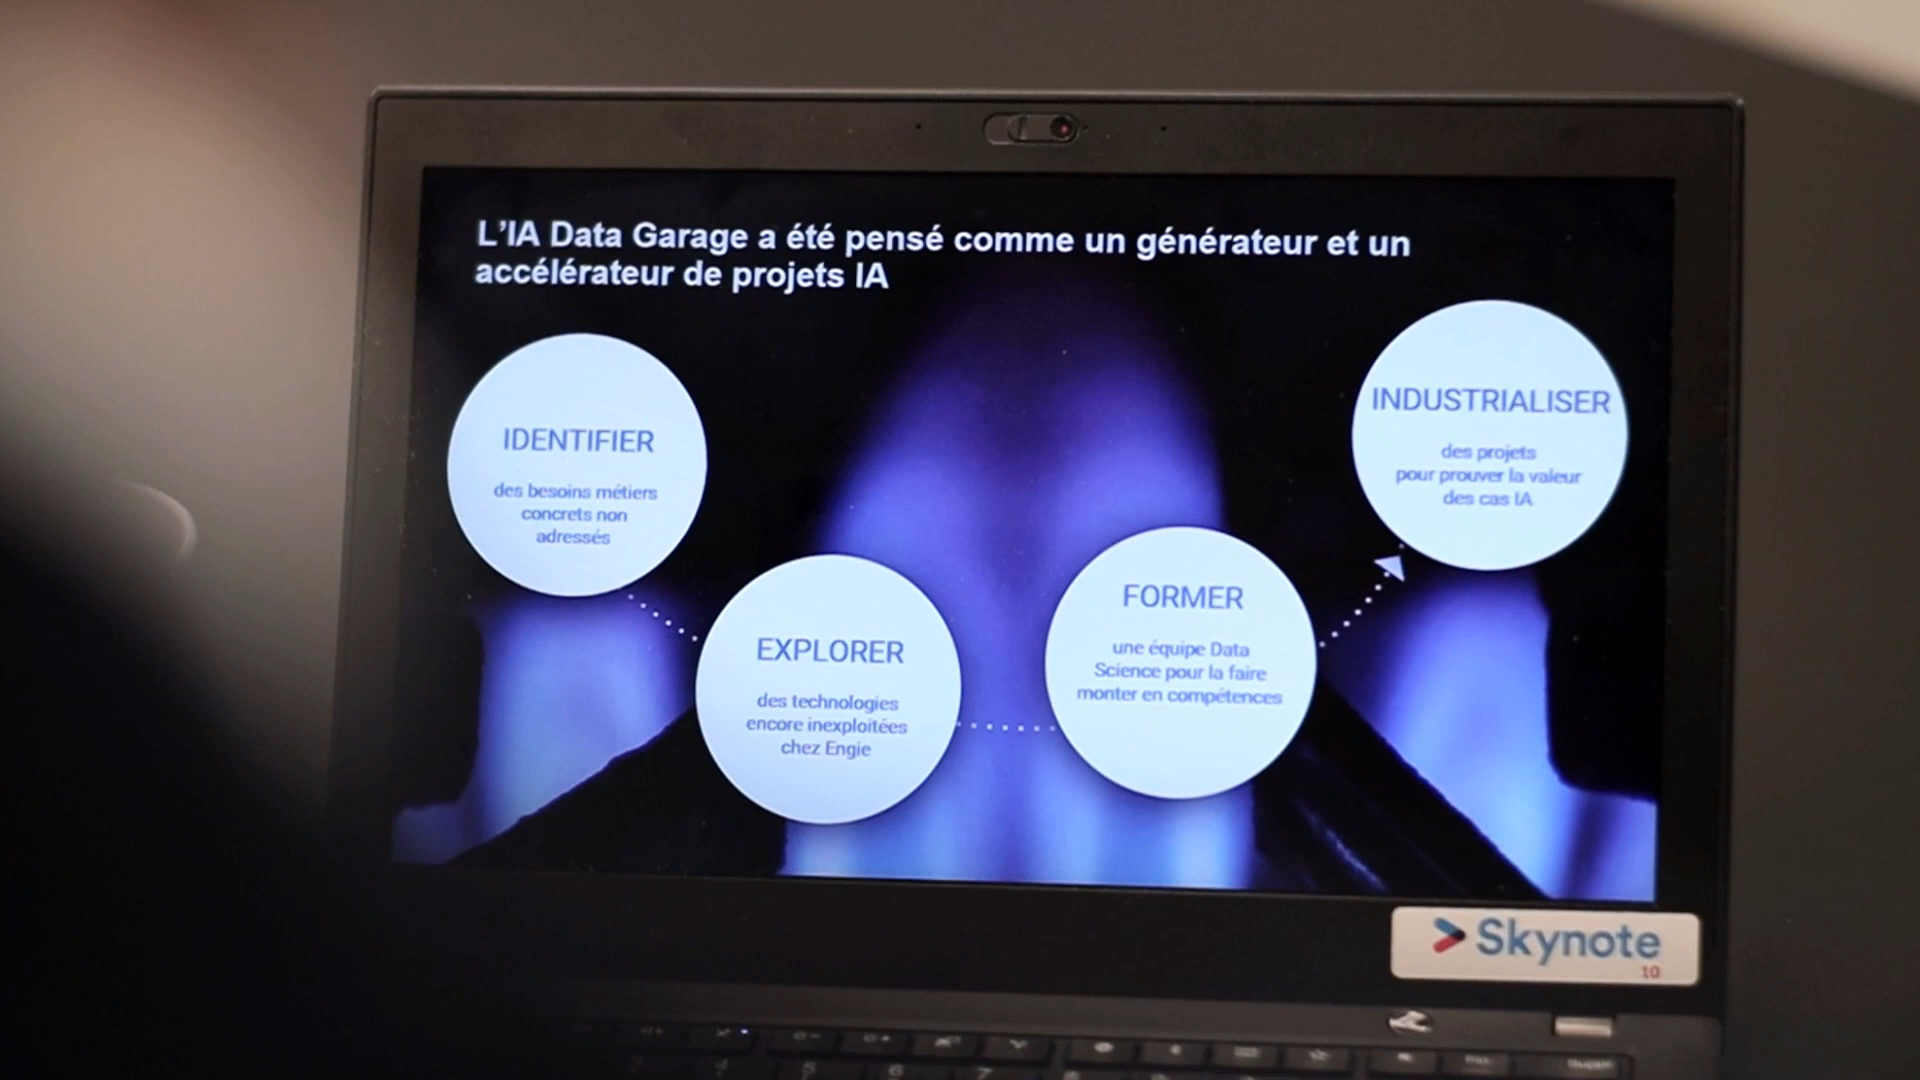 L'IA Data Garage a été pensé comme un générateur et un
accélérateur de projets IA
IDENTIFIER
des besoins métiers
concrets non
adressés
EXPLORER
des technologies
encore inexploitées
chez Engie
FORMER
une équipe Data
Science pour la faire
monter en compétences
INDUSTRIALISER
des projets
pour prouver la valeur
des cas IA
Skynote
10